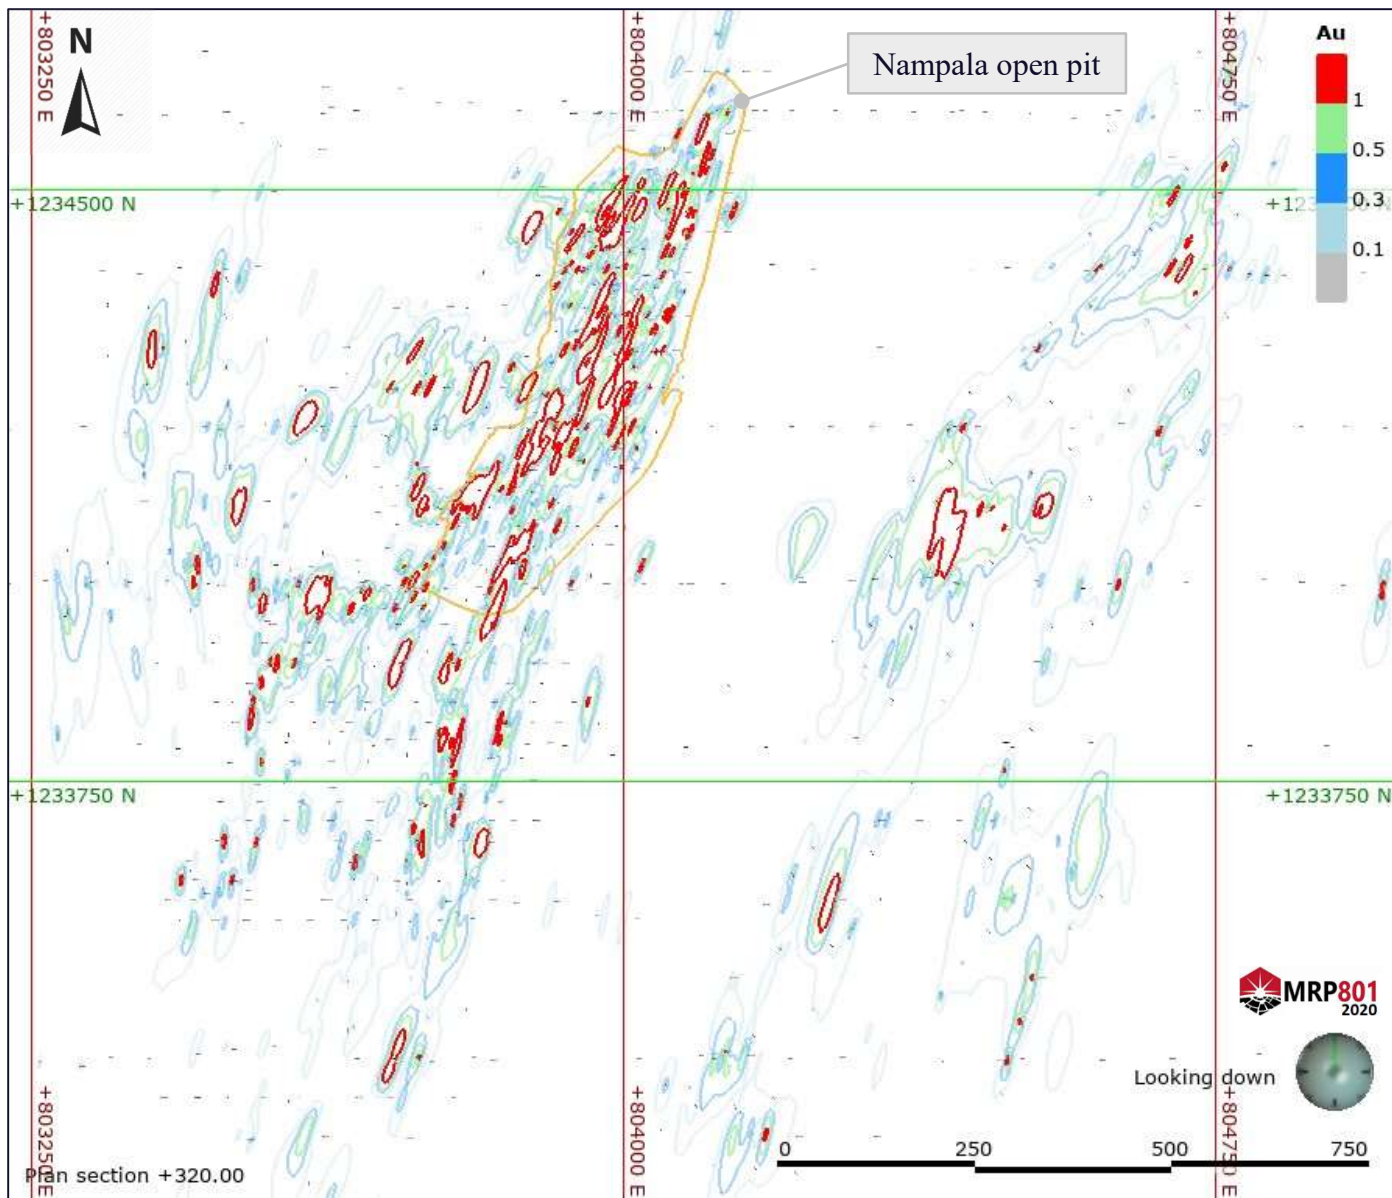 N
+803250 E
+804000 E
+804750 E
Nampala open pit
Au
1
0.5
0.3
0.1
+1234500 N
+12
N
+1233750 N
+1233750 N
MRP801
2020
Looking down
+803250 E
+804000 E
+804750 E
0 250 500 750
Plan section +320.00